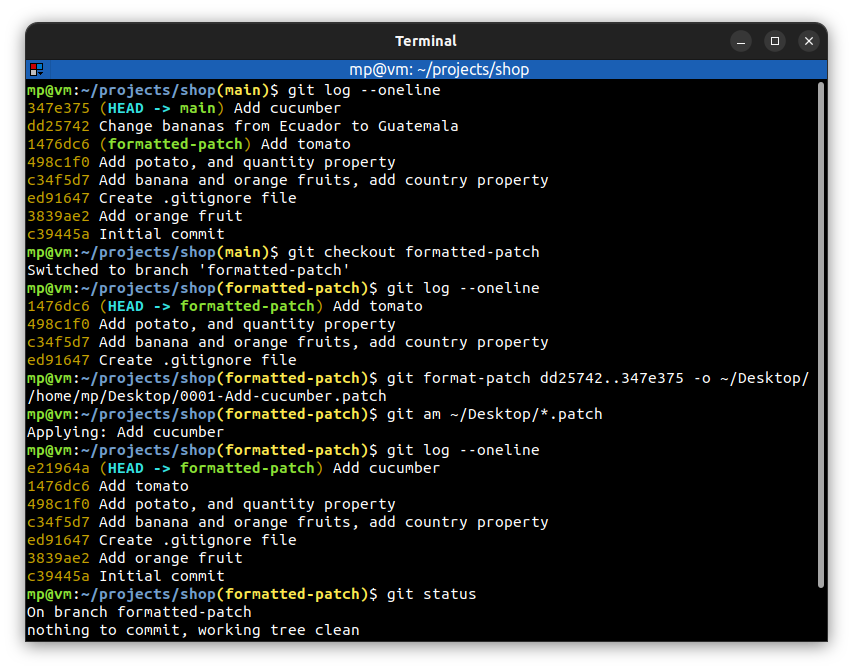 Terminal
mp@vm: ~/projects/shop
mp@vm:~/projects/shop(main)$ git log --oneline
347e375 (HEAD -> main) Add cucumber
dd25742 Change bananas from Ecuador to Guatemala
1476dc6 (formatted-patch) Add tomato
498c1f0 Add potato, and quantity property
c34f5d7 Add banana and orange fruits, add country property
ed91647 Create .gitignore file
3839ae2 Add orange fruit
c39445a Initial commit
mp@vm:~/projects/shop(main)$ git checkout formatted-patch
Switched to branch 'formatted-patch'
mp@vm:~/projects/shop(formatted-patch)$ git log --oneline
1476dc6 (HEAD -> formatted-patch) Add tomato
498c1f0 Add potato, and quantity property
c34f5d7 Add banana and orange fruits, add country property
ed91647 Create .gitignore file
mp@vm:~/projects/shop(formatted-patch)$ git format-patch dd25742..347e375 -o ~/Desktop/
/home/mp/Desktop/0001-Add-cucumber.patch
mp@vm:~/projects/shop(formatted-patch)$ git am ~/Desktop/*.patch
Applying: Add cucumber
mp@vm:~/projects/shop(formatted-patch)$ git log --oneline
e21964a (HEAD -> formatted-patch) Add cucumber
1476dc6 Add tomato
498c1f0 Add potato, and quantity property
c34f5d7 Add banana and orange fruits, add country property
ed91647 Create .gitignore file
3839ae2 Add orange fruit
c39445a Initial commit
mp@vm:~/projects/shop(formatted-patch)$ git status
On branch formatted-patch
nothing to commit, working tree clean